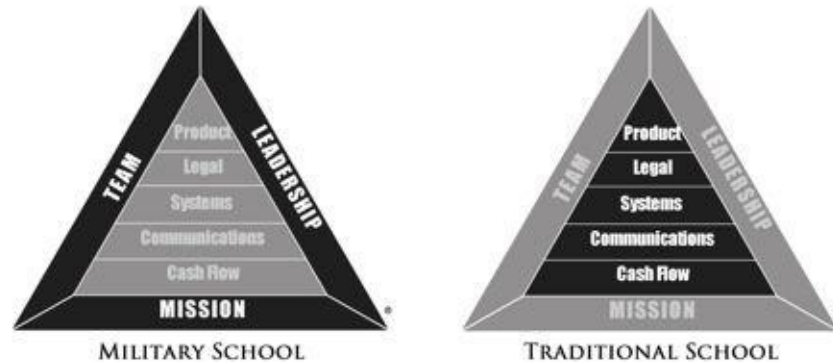 Product
Legal
Systems
Communications
Cash Flow
TEAM
LEADERSHIP
MISSION
®
MILITARY SCHOOL
Product
Legal
Systems
Communications
Cash Flow
TEAM
LEADERSHIP
MISSION
TRADITIONAL SCHOOL